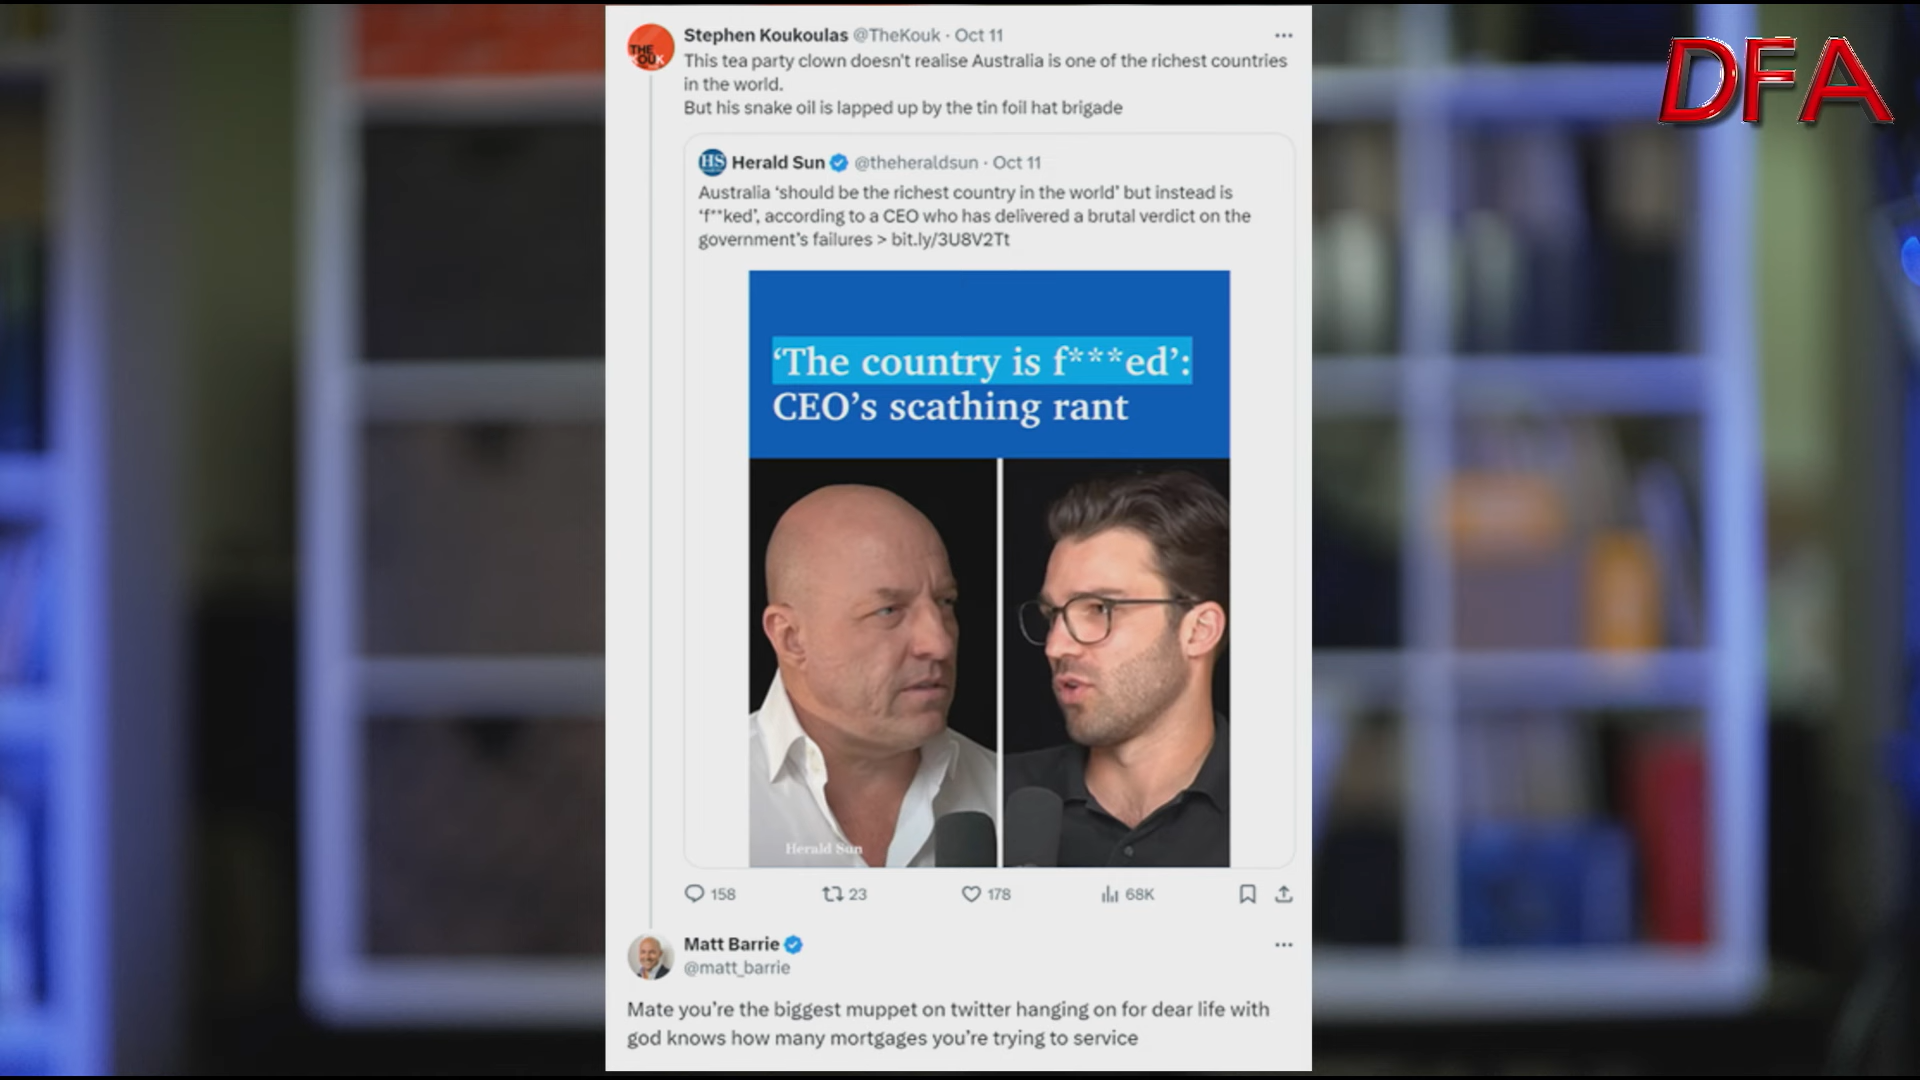 DFA
THE
KOUK
Stephen Koukoulas @TheKouk · Oct 11
This tea party clown doesn't realise Australia is one of the richest countries
in the world.
But his snake oil is lapped up by the tin foil hat brigade
HS Herald Sun @theheraldsun · Oct 11
Australia ‘should be the richest country in the world’ but instead is
‘f**ked’, according to a CEO who has delivered a brutal verdict on the
government’s failures > bit.ly/3U8V2Tt
‘The country is f***ed’:
CEO’s scathing rant
Herald Sun
158 23 178 68K
Matt Barrie
@matt_barrie
Mate you’re the biggest muppet on twitter hanging on for dear life with
god knows how many mortgages you’re trying to service